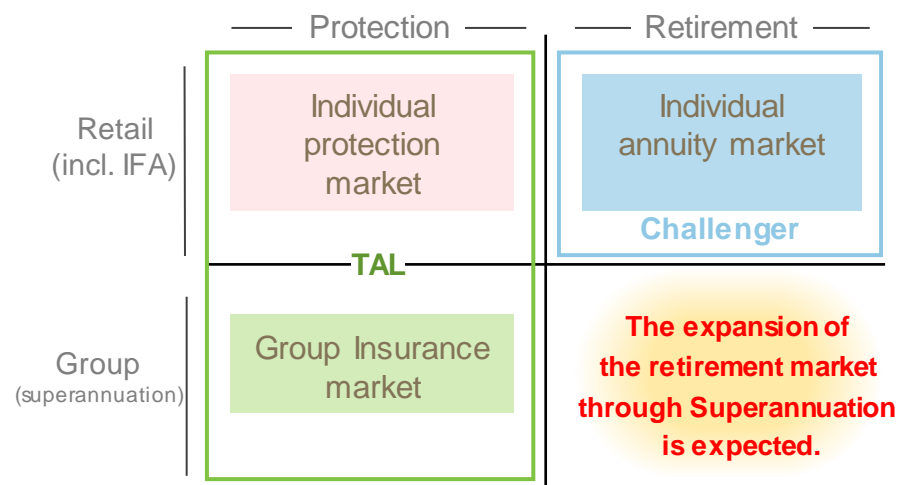 Protection
Retirement
Retail
(incl. IFA)
Individual
protection
market
Individual
annuity market
Challenger
TAL
Group
(superannuation)
Group Insurance
market
The expansion of
the retirement market
through Superannuation
is expected.